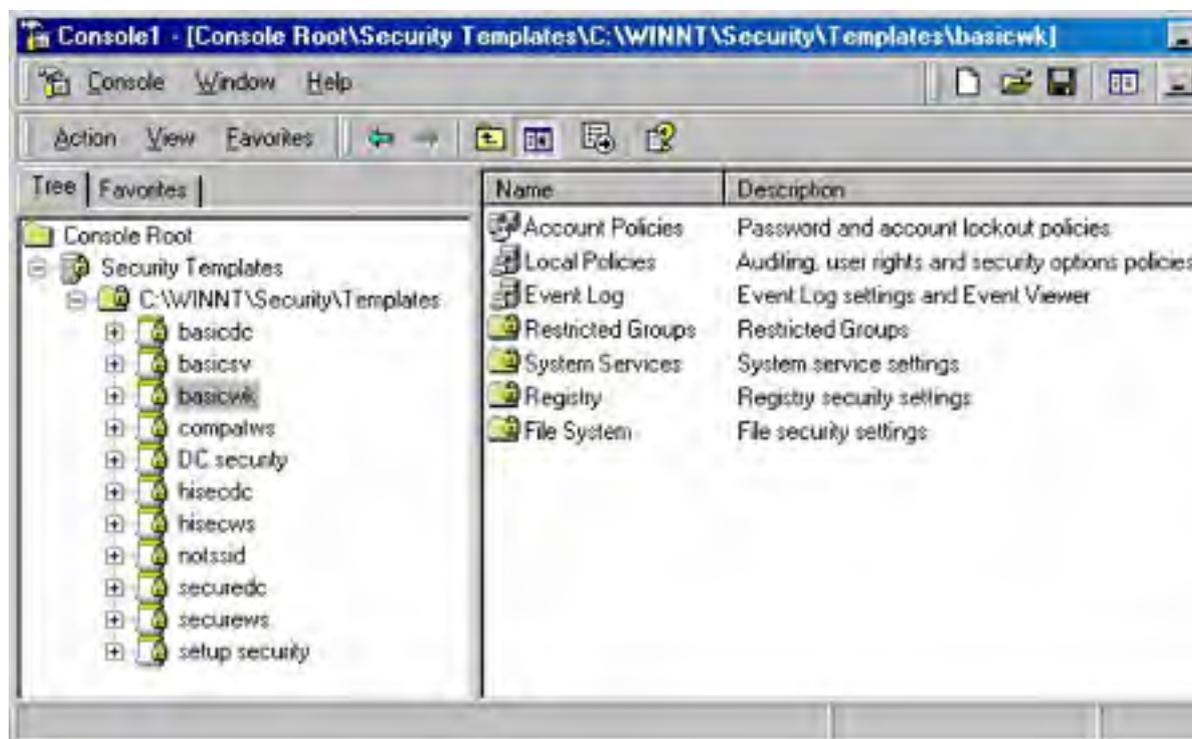 Console1 - [Console Root\Security Templates\C:\WINNT\Security\Templates\basicwk]
Console Window Help
Action View Favorites
Tree Favorites
Name Description
Console Root
Security Templates
C:\WINNT\Security\Templates
basicdc
basicsv
basicwk
compatws
DC security
hisecdc
hisecws
notssid
securedc
securews
setup security
Account Policies Password and account lockout policies
Local Policies Auditing, user rights and security options policies
Event Log Event Log settings and Event Viewer
Restricted Groups Restricted Groups
System Services System service settings
Registry Registry security settings
File System File security settings